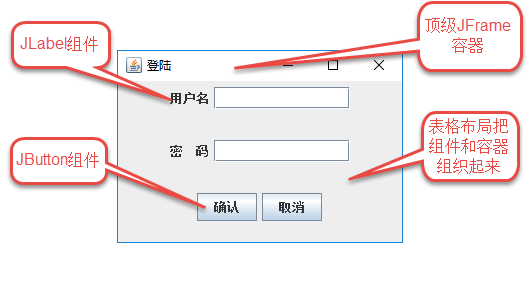 JLabel组件
顶级JFrame
容器
登陆
用户名
表格布局把
组件和容器
组织起来
密 码
JButton组件
确认
取消